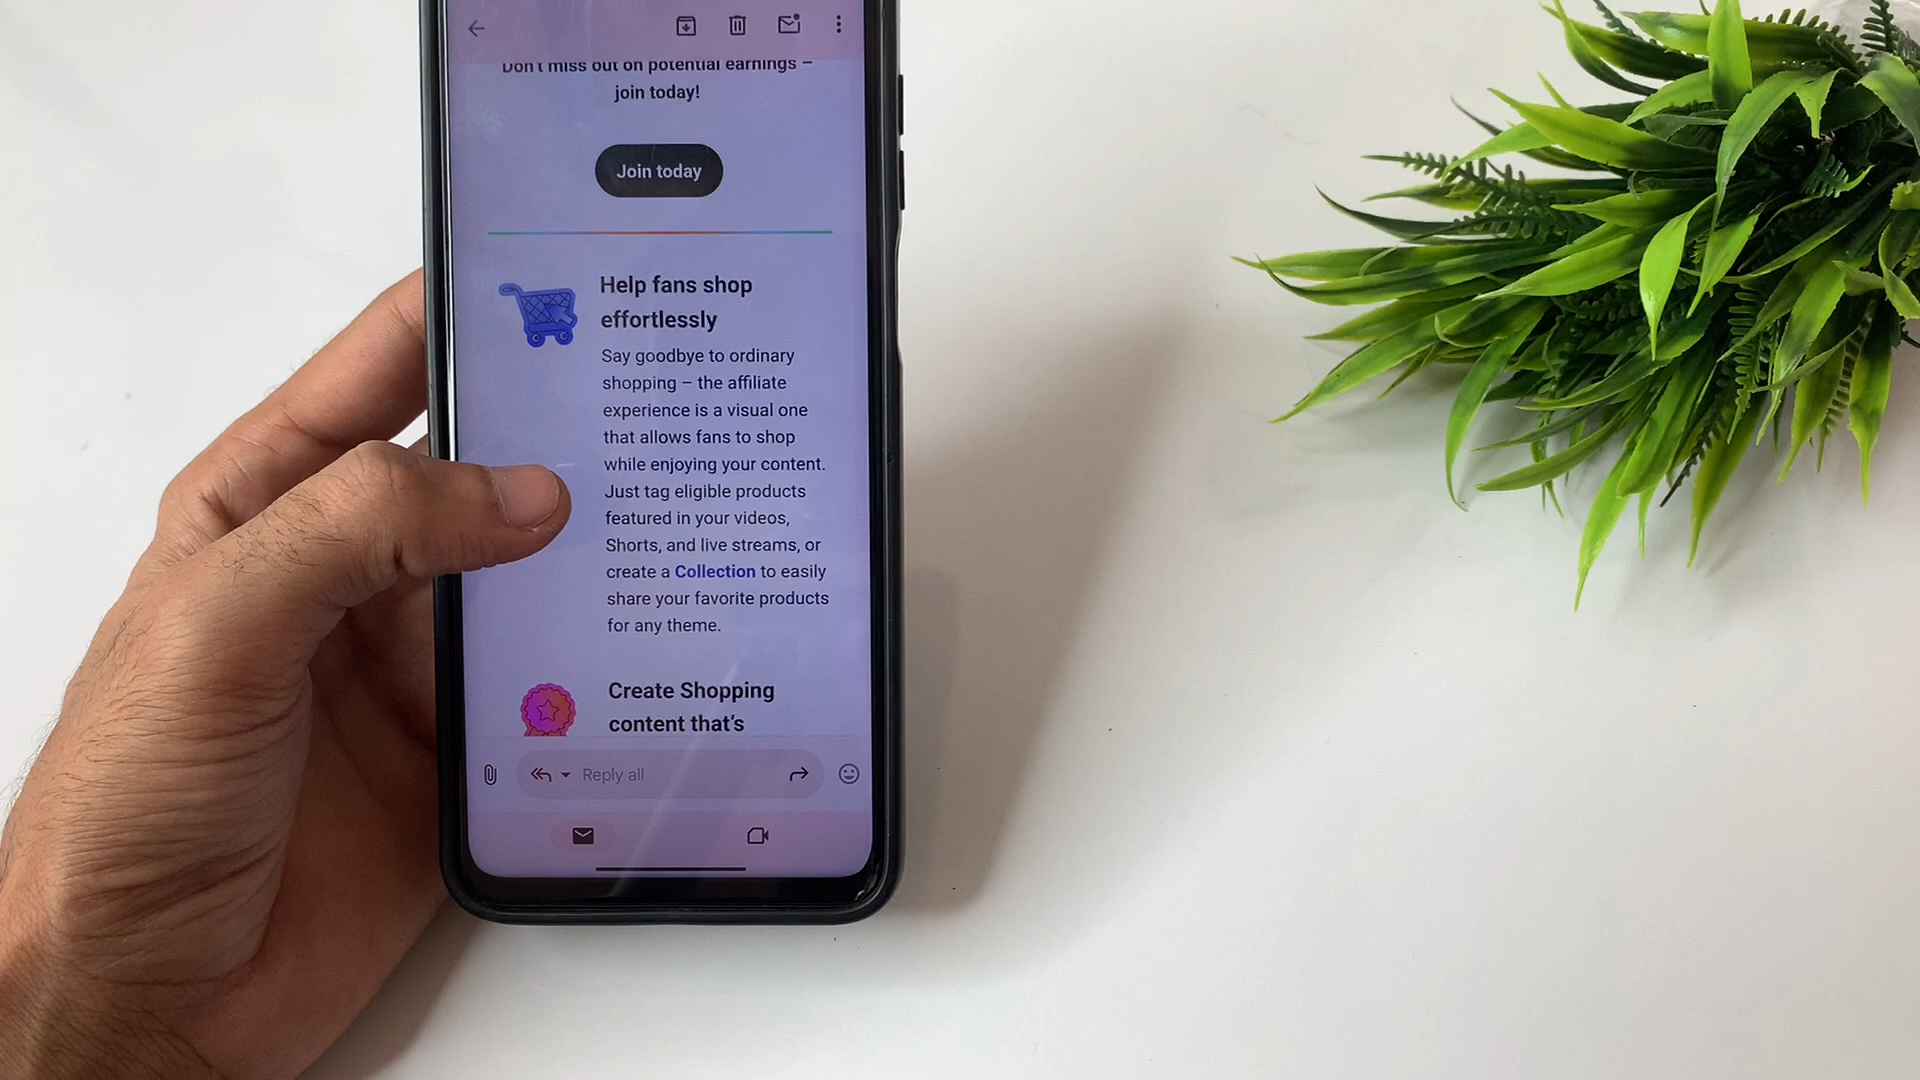 Don't miss out on potential earnings –
join today!
Join today
Help fans shop
effortlessly
Say goodbye to ordinary
shopping – the affiliate
experience is a visual one
that allows fans to shop
while enjoying your content.
Just tag eligible products
featured in your videos,
Shorts, and live streams, or
create a Collection to easily
share your favorite products
for any theme.
Create Shopping
content that's
Reply all